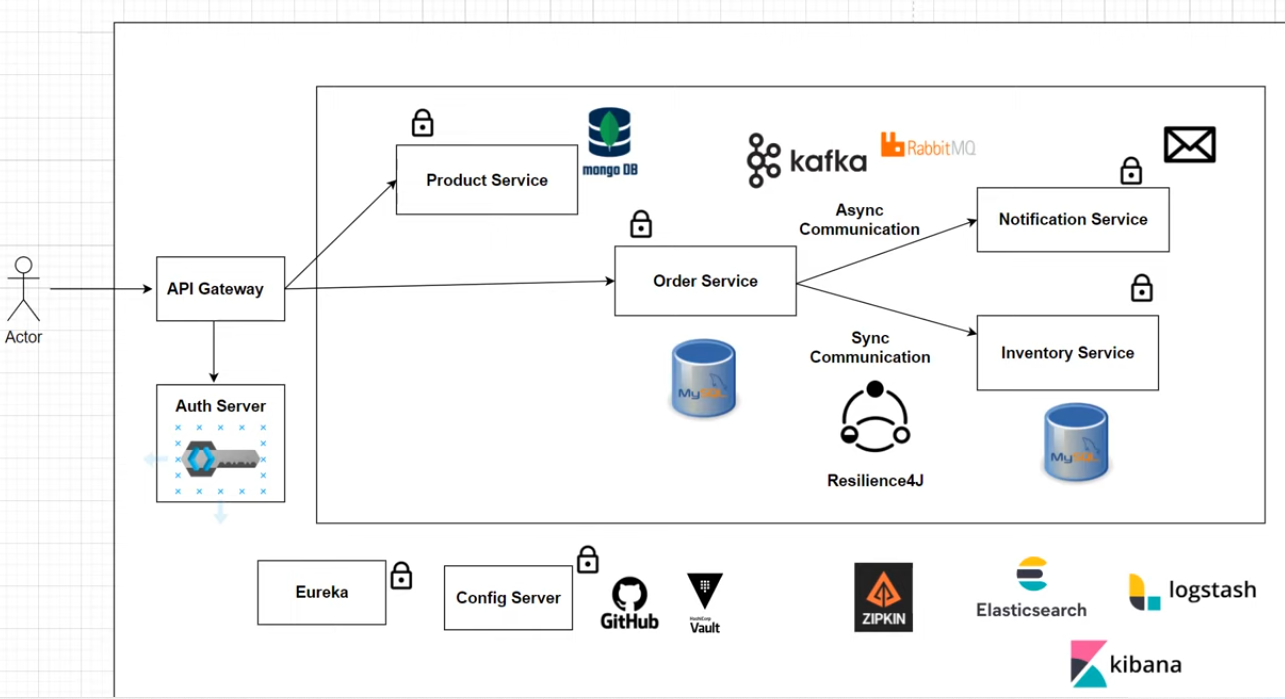 mongo DB
Product Service
kafka
RabbitMQ
Async
Communication
Notification Service
Order Service
API Gateway
Actor
Sync
Communication
Inventory Service
MySQL
Auth Server
MySQL
Resilience4J
Eureka
Config Server
GitHub
HashiCorp
Vault
ZIPKIN
Elasticsearch
logstash
kibana